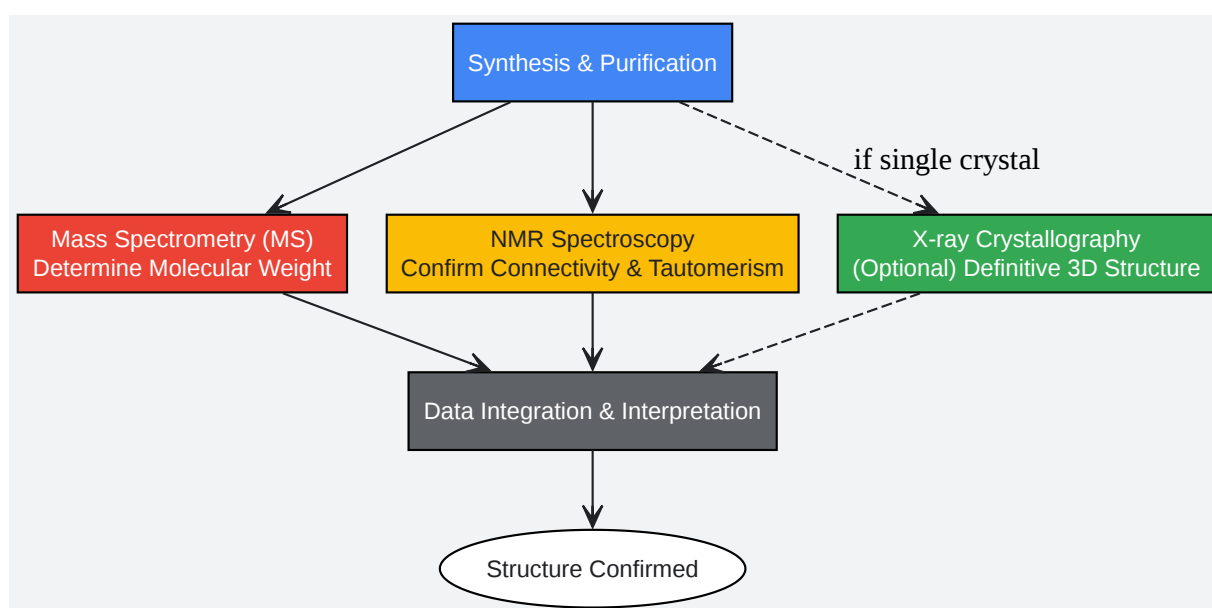 Synthesis & Purification
if single crystal
Mass Spectrometry (MS)
Determine Molecular Weight
NMR Spectroscopy
Confirm Connectivity & Tautomerism
X-ray Crystallography
(Optional) Definitive 3D Structure
Data Integration & Interpretation
Structure Confirmed